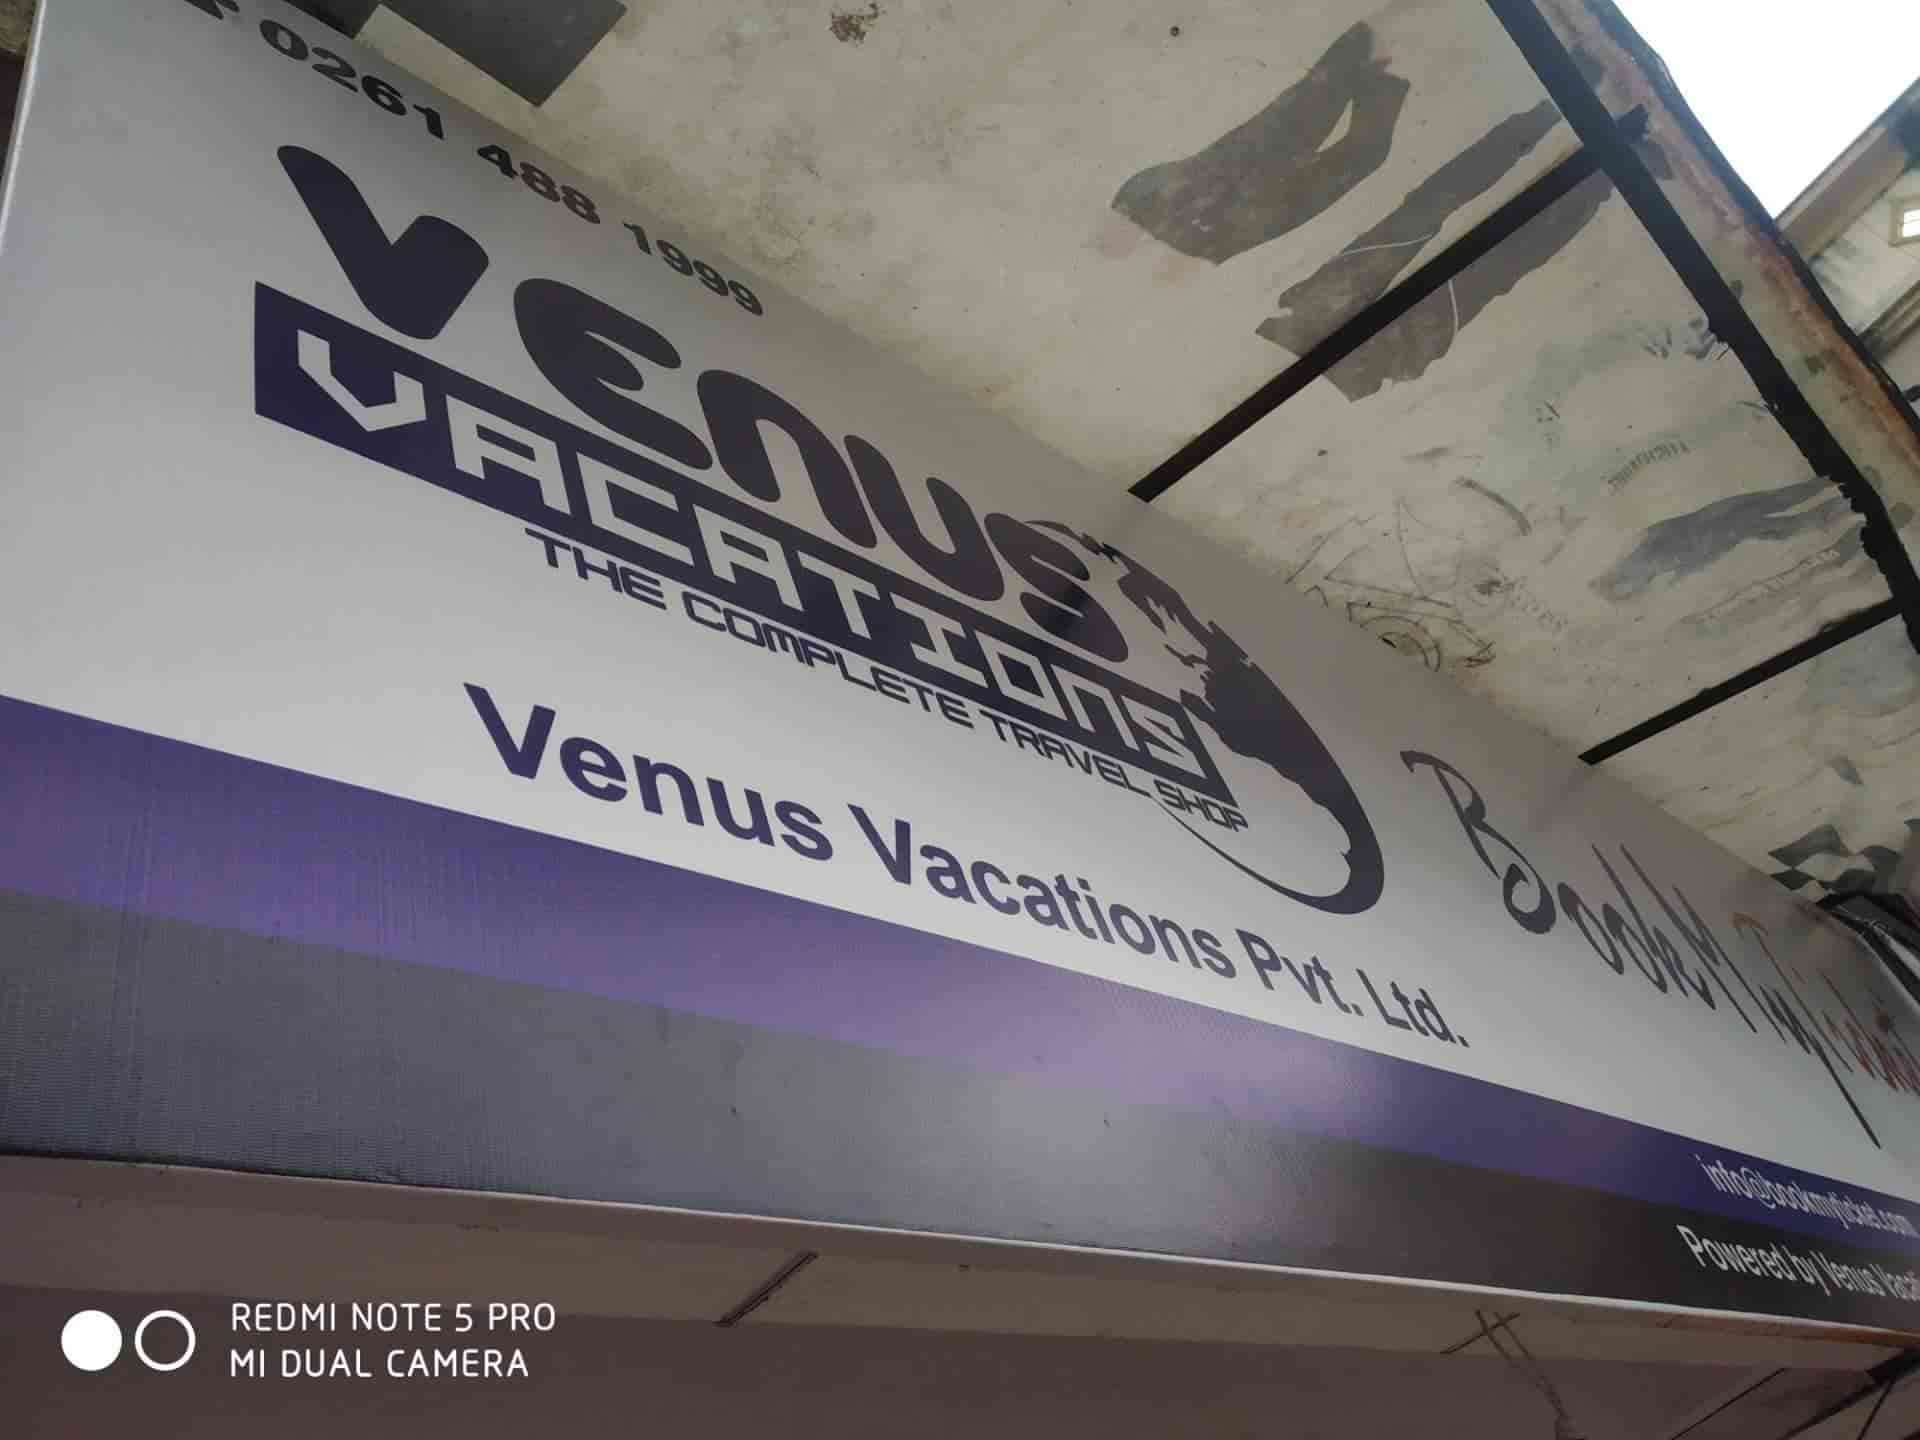 0261 488 1999
VENUS
VACATIONS
THE COMPLETE TRAVEL SHOP
Venus Vacations Pvt. Ltd.
BookMyTicket
info@bookmyticket.com
Powered by Venus
REDMI NOTE 5 PRO
MI DUAL CAMERA